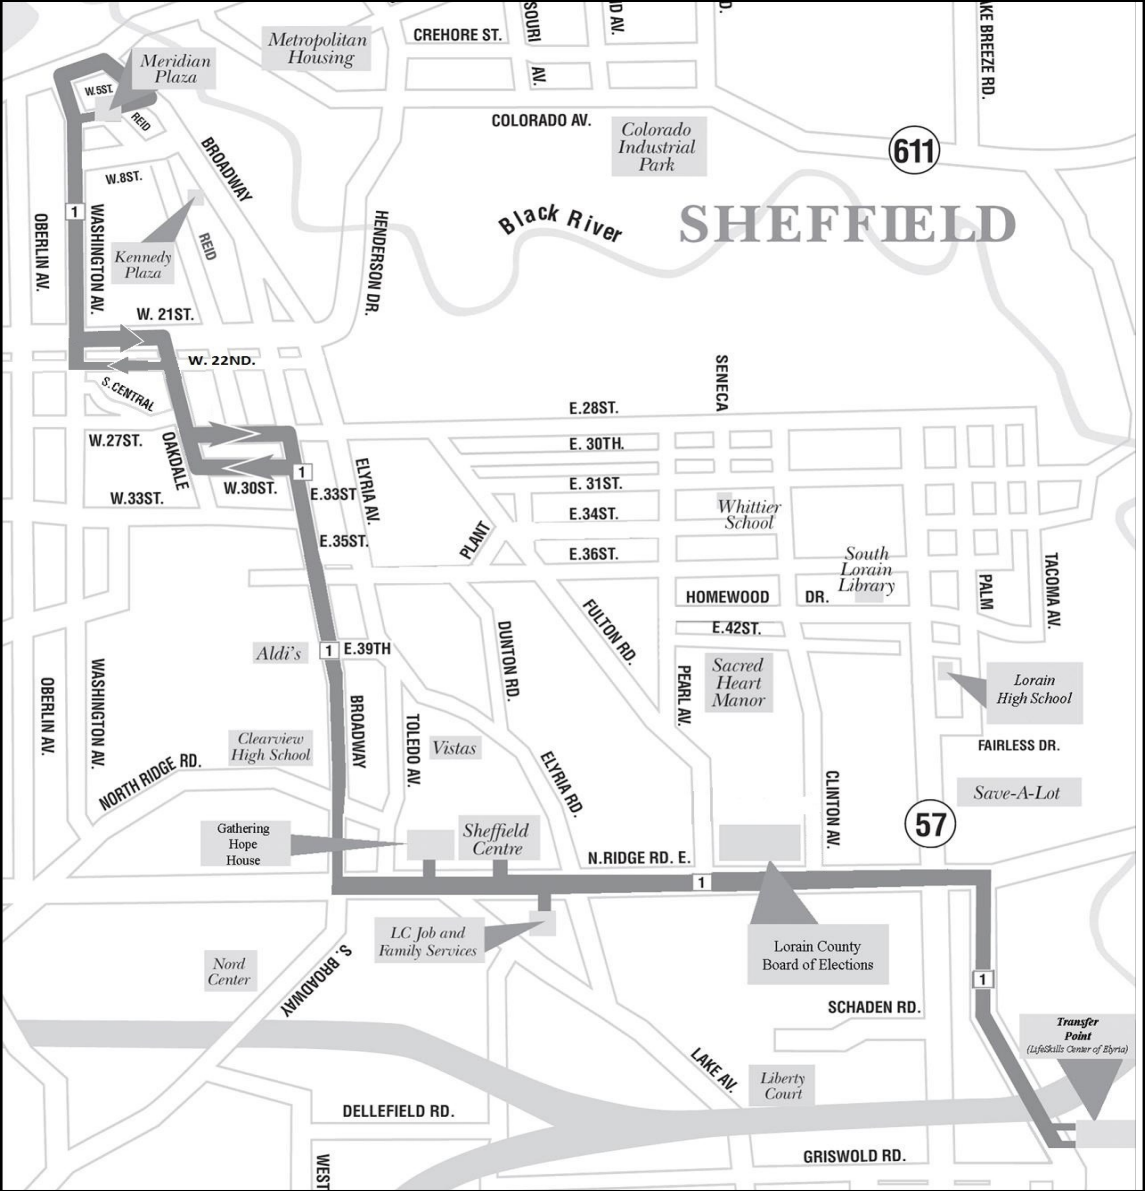 CREHORE ST.
SOURI
AV.
D AV.
D.
KE BREEZE RD.
Metropolitan
Housing
Meridian
Plaza
W.5ST.
REID
COLORADO AV.
Colorado
Industrial
Park
611
BROADWAY
W.8ST.
1
OBERLIN AV.
WASHINGTON AV.
Kennedy
Plaza
REID
HENDERSON DR.
Black River
SHEFFIELD
W. 21ST.
W. 22ND.
S.CENTRAL
SENECA
E.28ST.
W.27ST.
OAKDALE
E. 30TH.
W.30ST.
1
E.33ST
ELYRIA AV.
E. 31ST.
W.33ST.
Whittier
School
E.34ST.
E.35ST.
PLANT
E.36ST.
South
Lorain
Library
PALM
TACOMA AV.
HOMEWOOD
DR.
FULTON RD.
E.42ST.
DUNTON RD.
Aldi's
1
E.39TH
PEARL AV.
Sacred
Heart
Manor
Lorain
High School
OBERLIN AV.
WASHINGTON AV.
BROADWAY
TOLEDO AV.
Clearview
High School
Vistas
FAIRLESS DR.
NORTH RIDGE RD.
ELYRIA RD.
CLINTON AV.
Save-A-Lot
57
Gathering
Hope
House
Sheffield
Centre
N.RIDGE RD. E.
1
LC Job and
Family Services
Lorain County
Board of Elections
Nord
Center
S. BROADWAY
1
SCHADEN RD.
Transfer
Point
(LifeSkills Center of Elyria)
LAKE AV.
Liberty
Court
DELLEFIELD RD.
WEST
GRISWOLD RD.